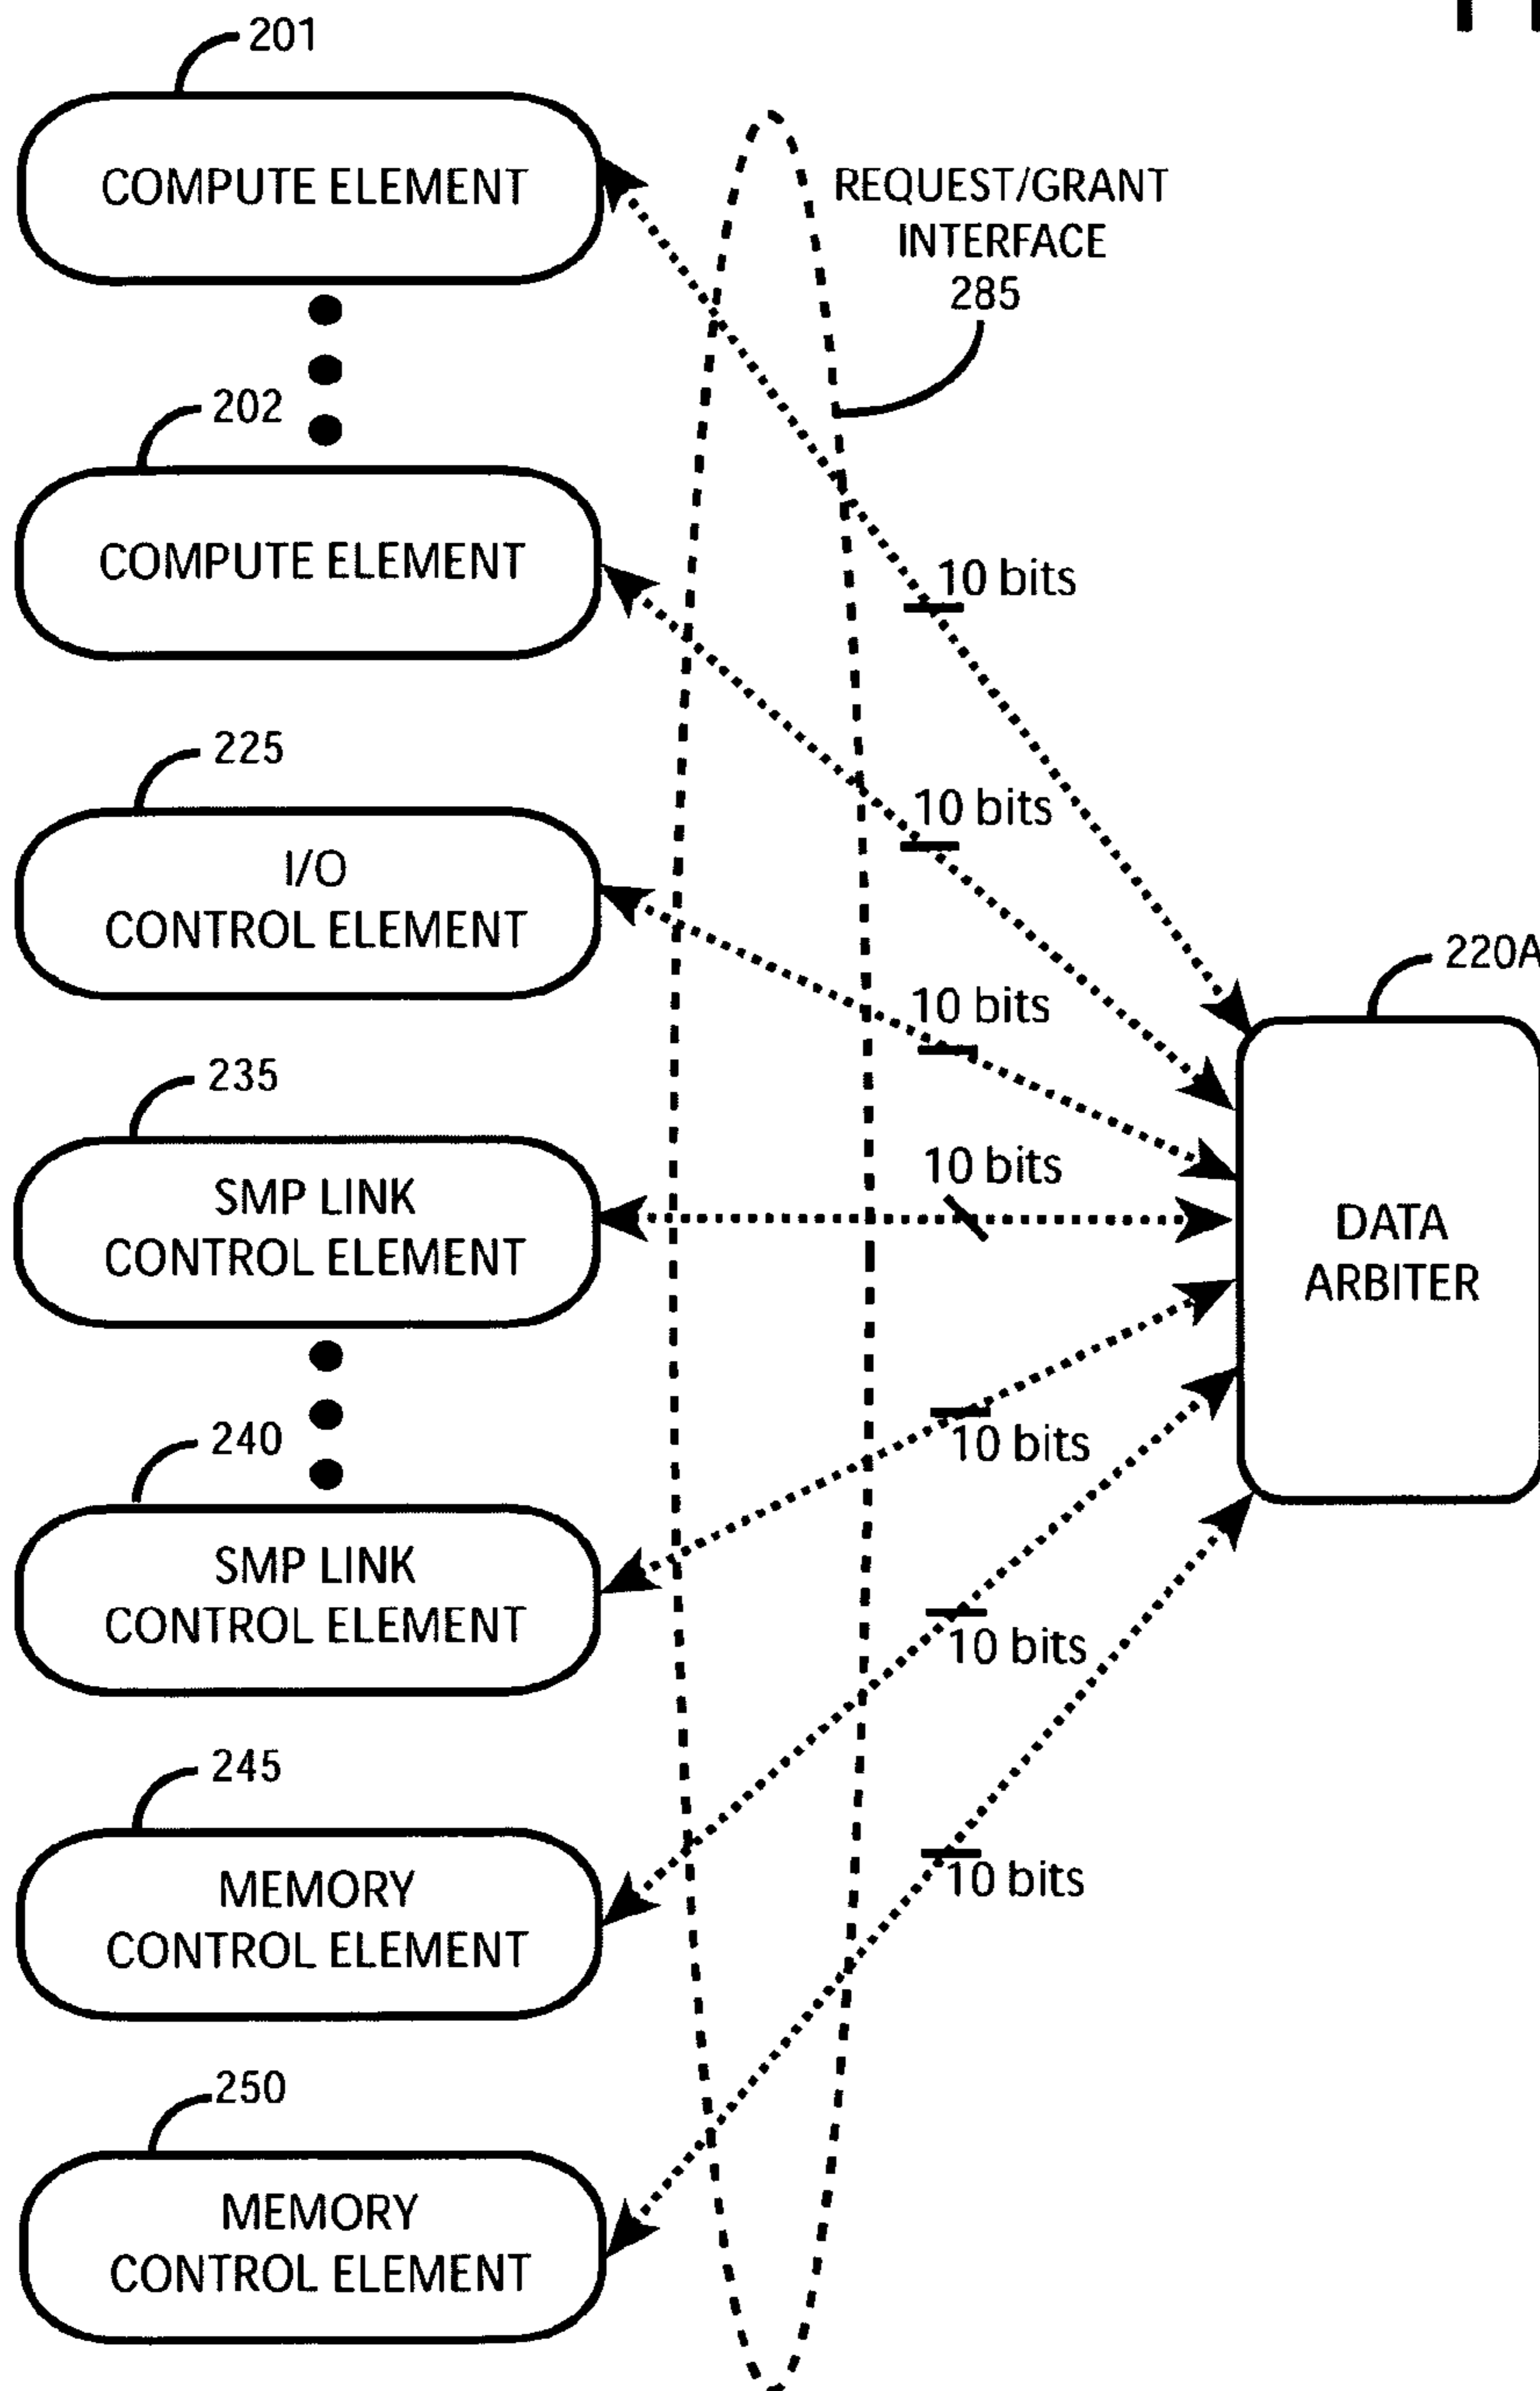 201
COMPUTE ELEMENT
REQUEST/GRANT
INTERFACE
285
202
COMPUTE ELEMENT
10 bits
225
I/O
CONTROL ELEMENT
10 bits
10 bits
220A
235
SMP LINK
CONTROL ELEMENT
10 bits
DATA
ARBITER
240
SMP LINK
CONTROL ELEMENT
10 bits
245
MEMORY
CONTROL ELEMENT
10 bits
10 bits
250
MEMORY
CONTROL ELEMENT